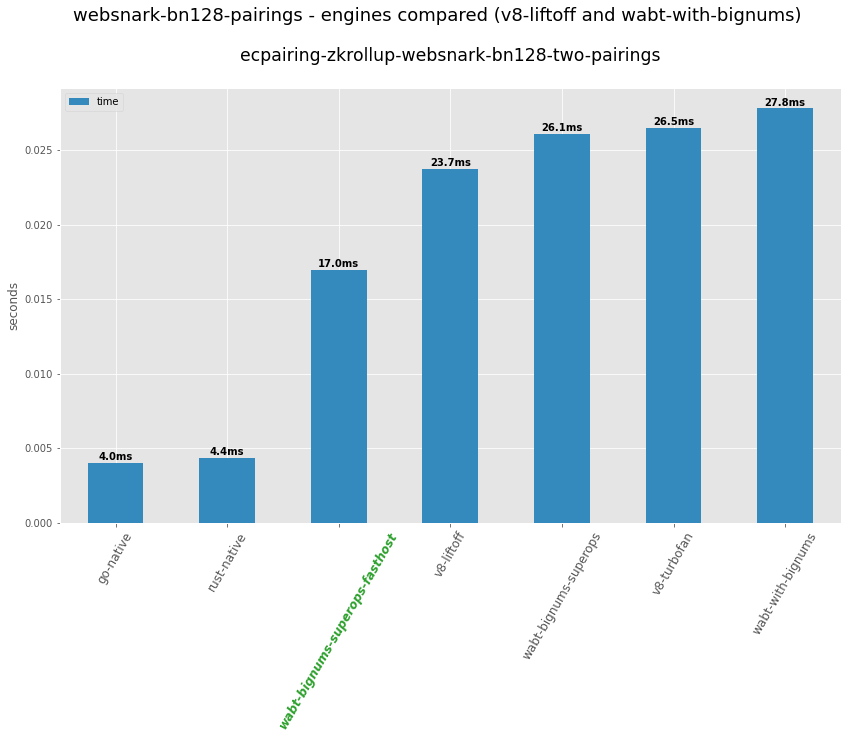 websnark-bn128-pairings - engines compared (v8-liftoff and wabt-with-bignums)
ecpairing-zkrollup-websnark-bn128-two-pairings
time
27.8ms
26.5ms
26.1ms
23.7ms
17.0ms
4.4ms
4.0ms
0.025
0.020
0.015
0.010
0.005
0.000
seconds
go-native
rust-native
wabt-bignums-superops-fasthost
v8-liftoff
wabt-bignums-superops
v8-turbofan
wabt-with-bignums